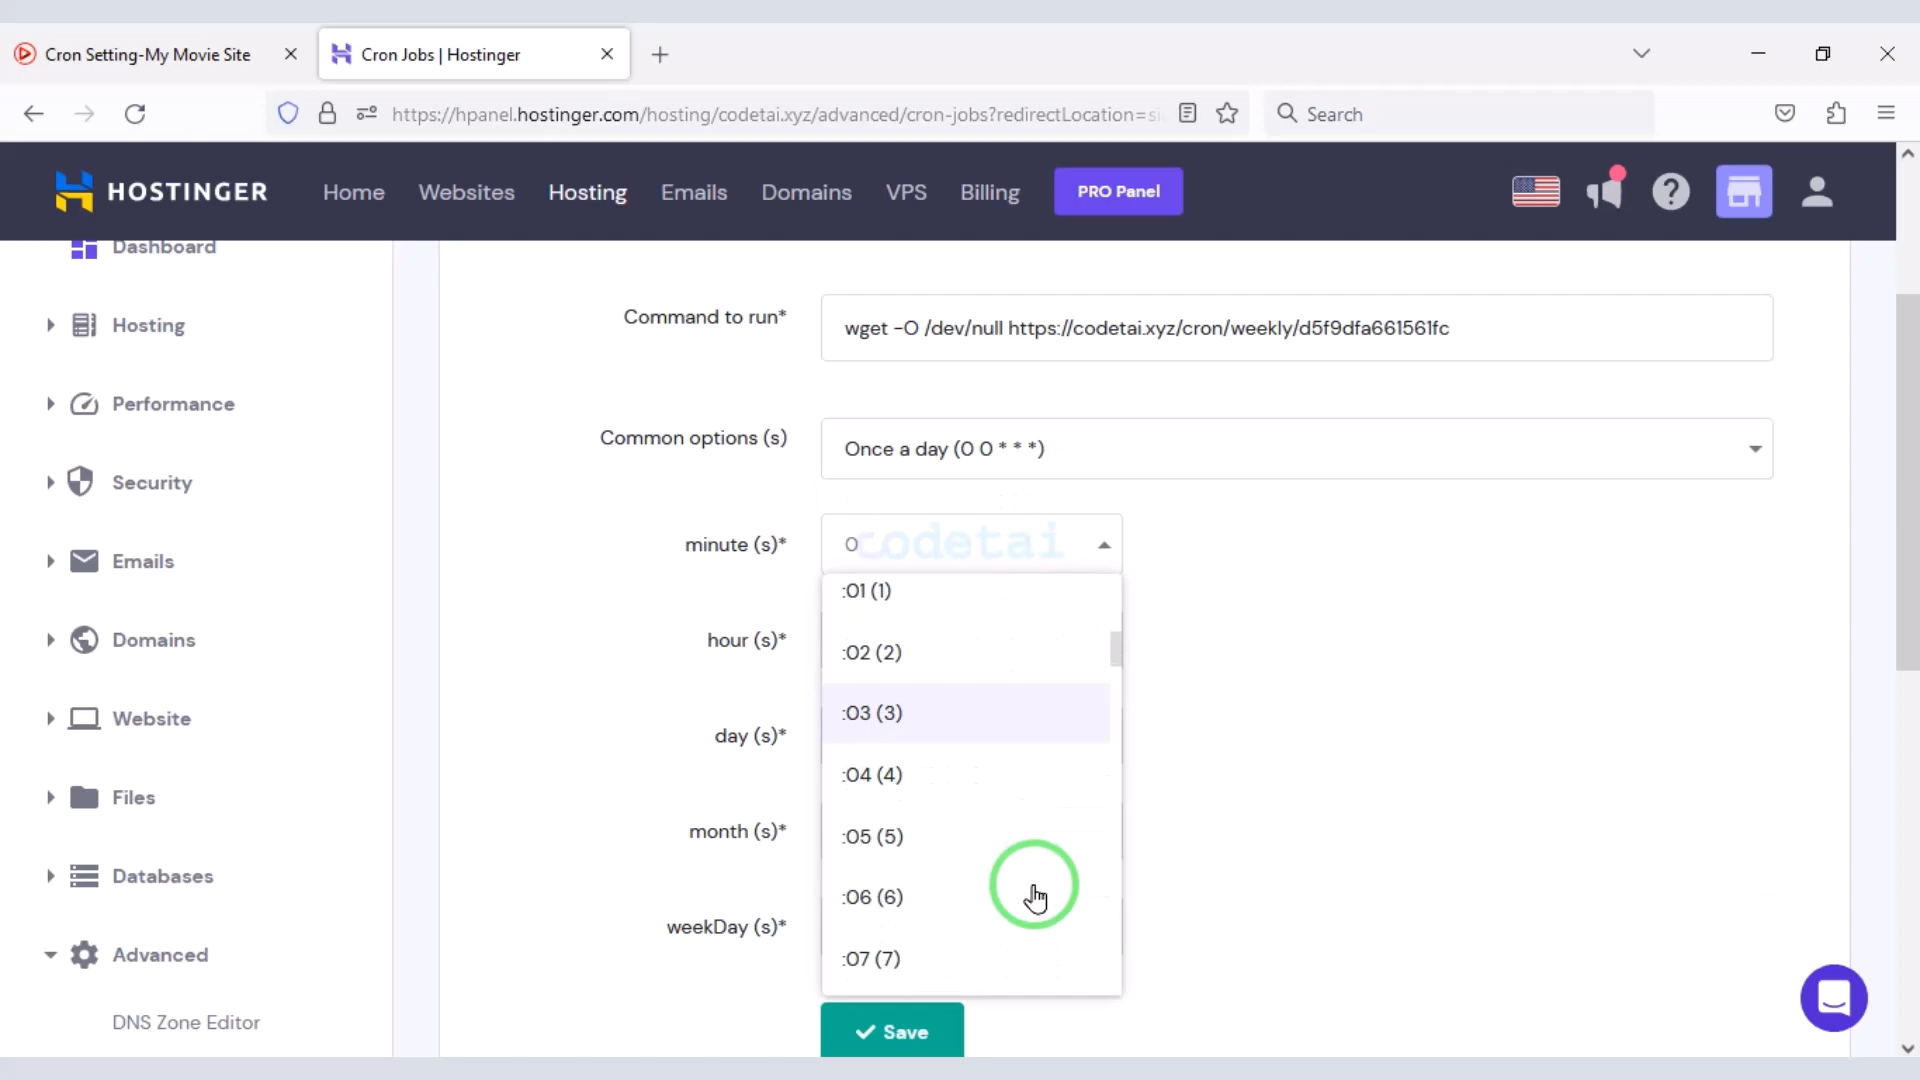 Cron Setting-My Movie Site
Cron Jobs | Hostinger
https://hpanel.hostinger.com/hosting/codetai.xyz/advanced/cron-jobs?redirectLocation=si
Search
HOSTINGER
Home
Websites
Hosting
Emails
Domains
VPS
Billing
PRO Panel
Dashboard
Hosting
Performance
Security
Emails
Domains
Website
Files
Databases
Advanced
DNS Zone Editor
Command to run*
wget -O /dev/null https://codetai.xyz/cron/weekly/d5f9dfa661561fc
Common options (s)
Once a day (0 0 * * *)
minute (s)*
0
codetai
:01 (1)
:02 (2)
:03 (3)
:04 (4)
:05 (5)
:06 (6)
:07 (7)
hour (s)*
day (s)*
month (s)*
weekDay (s)*
Save